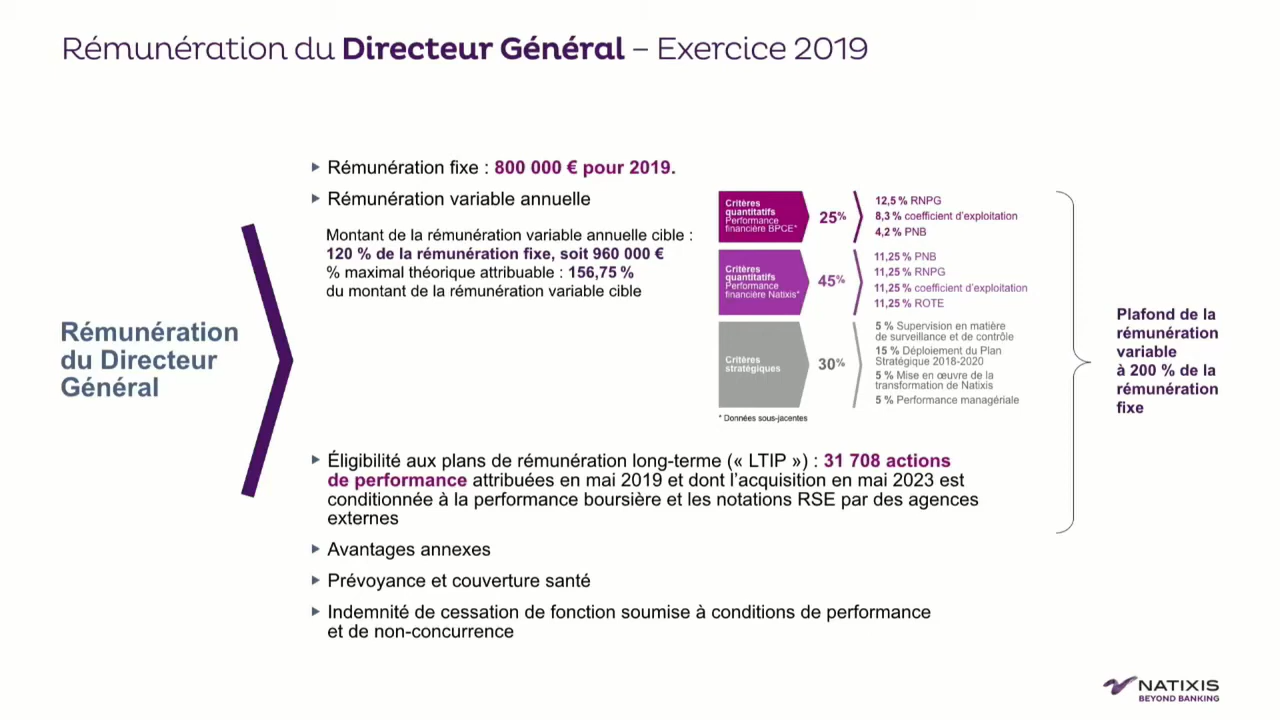 Rémunération du Directeur Général – Exercice 2019
Rémunération fixe : 800 000 € pour 2019.
Rémunération variable annuelle
Montant de la rémunération variable annuelle cible :
120 % de la rémunération fixe, soit 960 000 €
% maximal théorique attribuable : 156,75 %
du montant de la rémunération variable cible
Critères
quantitatifs
Performance
financière BPCE*
25%
12,5 % RNPG
8,3 % coefficient d'exploitation
4,2 % PNB
Critères
quantitatifs
Performance
financière Natixis*
45%
11,25 % PNB
11,25 % RNPG
11,25 % coefficient d'exploitation
11,25 % ROTE
Critères
stratégiques
30%
5 % Supervision en matière
de surveillance et de contrôle
15 % Déploiement du Plan
Stratégique 2018-2020
5 % Mise en œuvre de la
transformation de Natixis
5 % Performance managériale
* Données sous-jacentes
Plafond de la
rémunération
variable
à 200 % de la
rémunération
fixe
Rémunération
du Directeur
Général
Éligibilité aux plans de rémunération long-terme (« LTIP ») : 31 708 actions
de performance attribuées en mai 2019 et dont l'acquisition en mai 2023 est
conditionnée à la performance boursière et les notations RSE par des agences
externes
Avantages annexes
Prévoyance et couverture santé
Indemnité de cessation de fonction soumise à conditions de performance
et de non-concurrence
NATIXIS
BEYOND BANKING